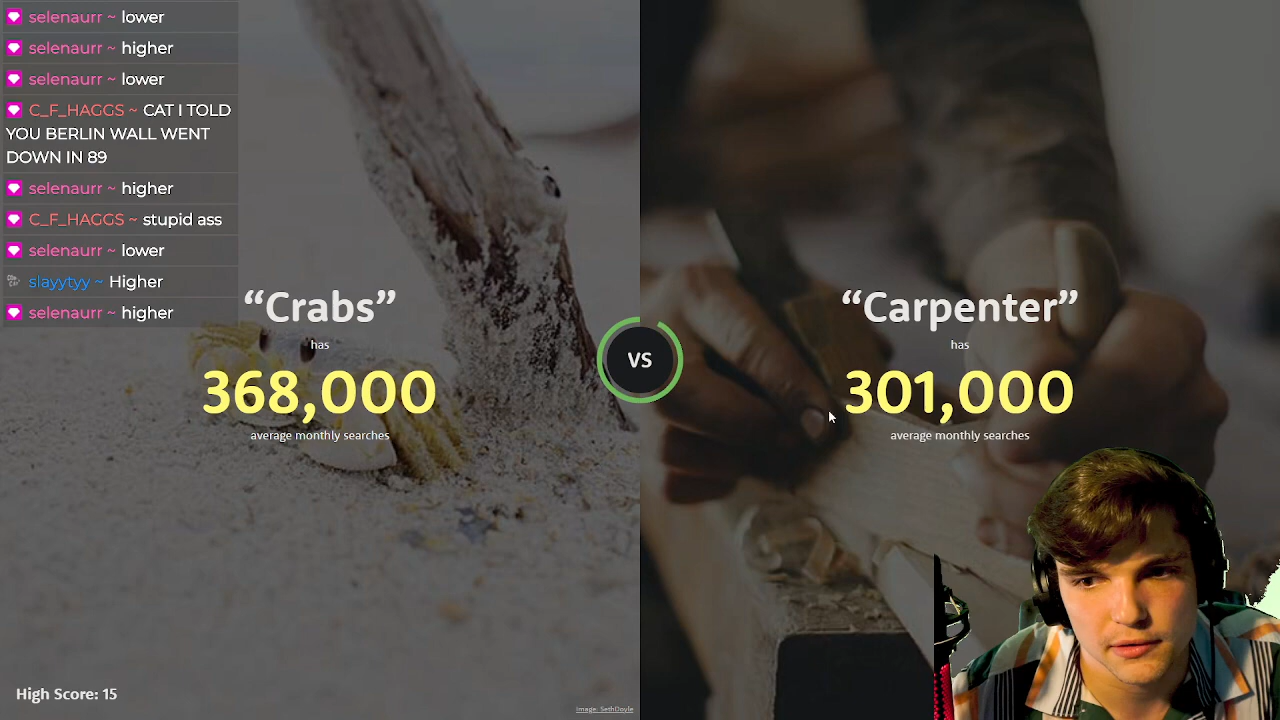 selenaurr ~ lower
selenaurr ~ higher
selenaurr ~ lower
C_F_HAGGS ~ CAT I TOLD
YOU BERLIN WALL WENT
DOWN IN 89
selenaurr ~ higher
C_F_HAGGS ~ stupid ass
selenaurr ~ lower
slayytyy ~ Higher
selenaurr ~ higher
“Crabs”
has
368,000
average monthly searches
VS
“Carpenter”
has
301,000
average monthly searches
High Score: 15
Image: SethDoyle